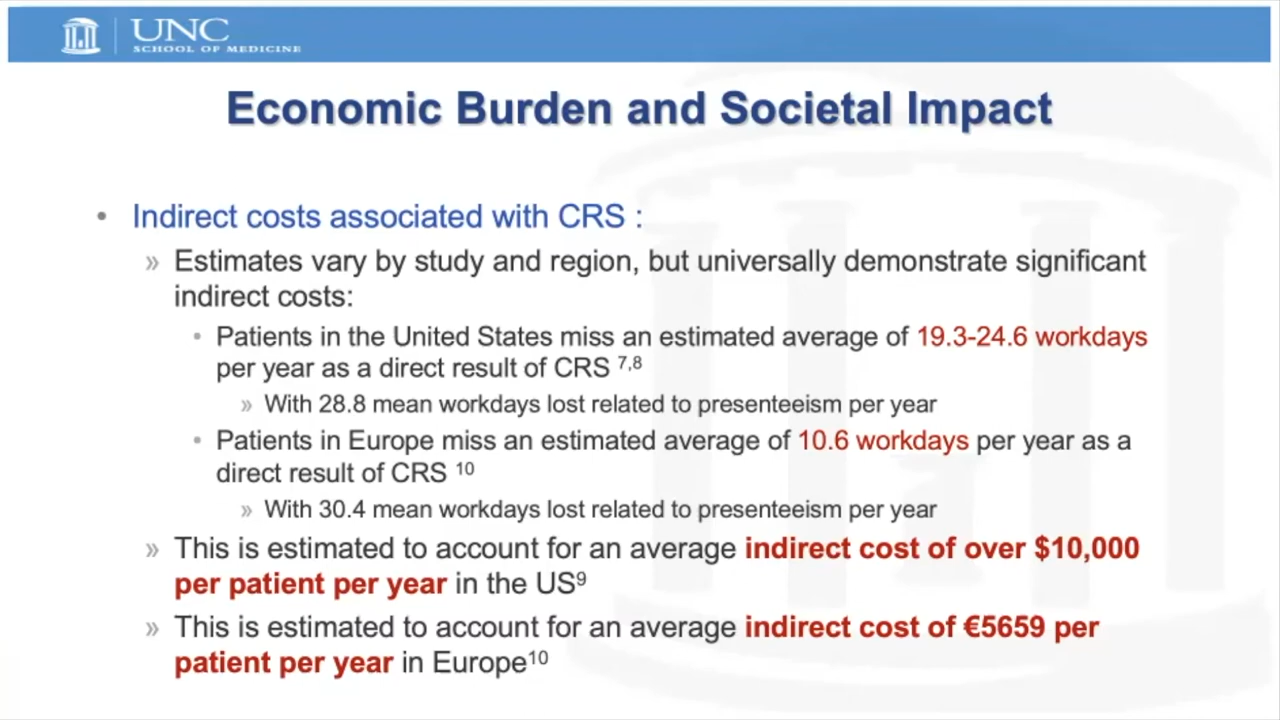 UNC
SCHOOL OF MEDICINE
Economic Burden and Societal Impact
• Indirect costs associated with CRS :
» Estimates vary by study and region, but universally demonstrate significant
indirect costs:
• Patients in the United States miss an estimated average of 19.3-24.6 workdays
per year as a direct result of CRS 7,8
» With 28.8 mean workdays lost related to presenteeism per year
• Patients in Europe miss an estimated average of 10.6 workdays per year as a
direct result of CRS 10
» With 30.4 mean workdays lost related to presenteeism per year
» This is estimated to account for an average indirect cost of over $10,000
per patient per year in the US9
» This is estimated to account for an average indirect cost of €5659 per
patient per year in Europe10